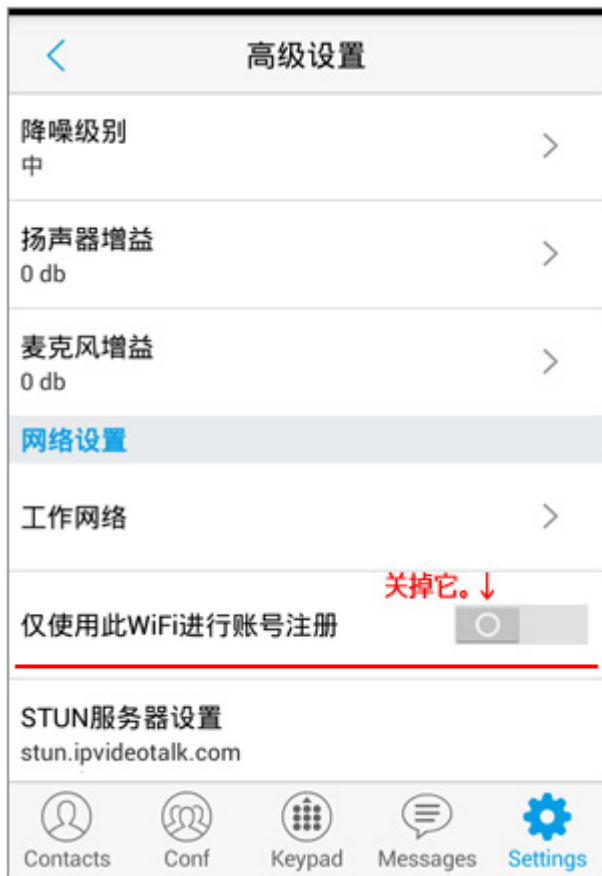 高级设置
降噪级别
中
扬声器增益
0 db
麦克风增益
0 db
网络设置
工作网络
关掉它。↓
仅使用此WiFi进行账号注册
STUN服务器设置
stun.ipvideotalk.com
Contacts Conf Keypad Messages Settings